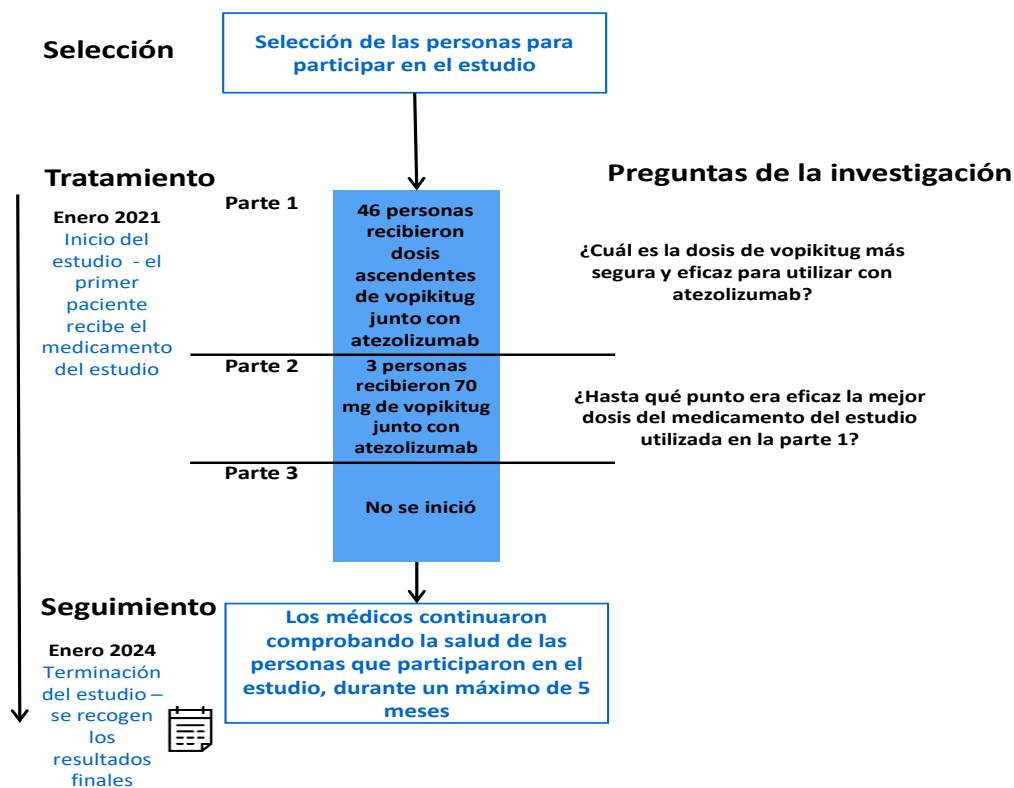 Selección
Selección de las personas para
participar en el estudio
Tratamiento
Preguntas de la investigación
Enero 2021
Inicio del
estudio - el
primer
paciente
recibe el
medicamento
del estudio
Parte 1
46 personas
recibieron
dosis
ascendentes
de vopikitug
junto con
atezolizumab
¿Cuál es la dosis de vopikitug más
segura y eficaz para utilizar con
atezolizumab?
Parte 2
3 personas
recibieron 70
mg de vopikitug
junto con
atezolizumab
¿Hasta qué punto era eficaz la mejor
dosis del medicamento del estudio
utilizada en la parte 1?
Parte 3
No se inició
Seguimiento
Enero 2024
Terminación
del estudio –
se recogen
los
resultados
finales
Los médicos continuaron
comprobando la salud de las
personas que participaron en el
estudio, durante un máximo de 5
meses